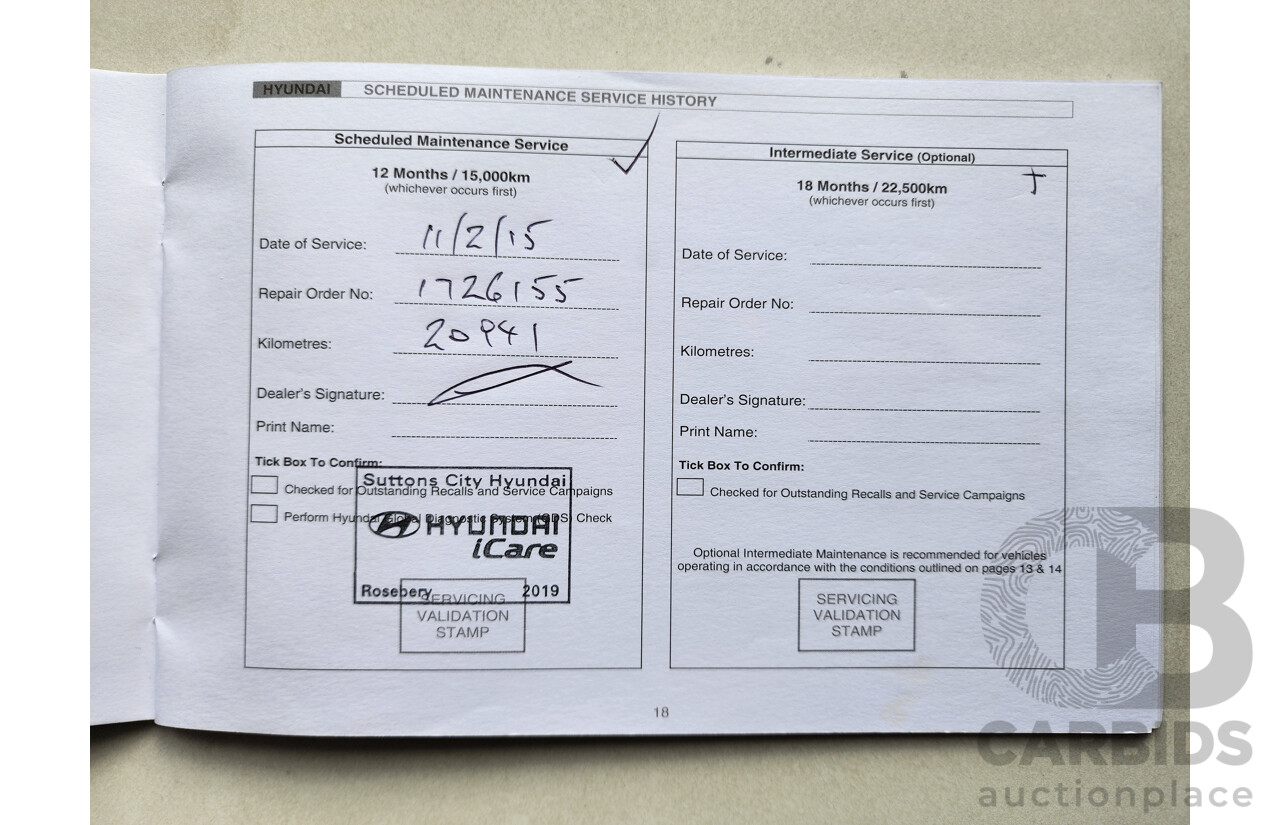 HYUNDAI SCHEDULED MAINTENANCE SERVICE HISTORY
Scheduled Maintenance Service
12 Months / 15,000km
(whichever occurs first)
Date of Service: 11/2/15
Repair Order No: 1726155
Kilometres: 20941
Dealer's Signature:
Print Name:
Tick Box To Confirm:
Checked for Outstanding Recalls and Service Campaigns
Perform Hyundai Global Diagnostic System (GDS) Check
Suttons City Hyundai
HYUNDAI
iCare
Rosebery 2019
SERVICING
VALIDATION
STAMP
Intermediate Service (Optional)
18 Months / 22,500km
(whichever occurs first)
Date of Service:
Repair Order No:
Kilometres:
Dealer's Signature:
Print Name:
Tick Box To Confirm:
Checked for Outstanding Recalls and Service Campaigns
Optional Intermediate Maintenance is recommended for vehicles
operating in accordance with the conditions outlined on pages 13 & 14
SERVICING
VALIDATION
STAMP
18
CB
CARBIDS
auctionplace